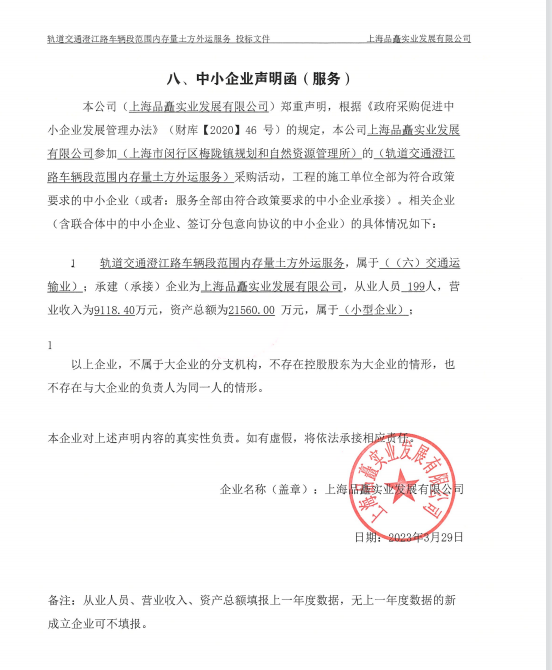 轨道交通澄江路车辆段范围内存量土方外运服务 投标文件 上海品矗实业发展有限公司
八、中小企业声明函（服务）
本公司（上海品矗实业发展有限公司）郑重声明，根据《政府采购促进中
小企业发展管理办法》（财库【2020】46 号）的规定，本公司上海品矗实业发展
有限公司参加（上海市闵行区梅陇镇规划和自然资源管理所）的（轨道交通澄江
路车辆段范围内存量土方外运服务）采购活动，工程的施工单位全部为符合政策
要求的中小企业（或者：服务全部由符合政策要求的中小企业承接）。相关企业
（含联合体中的中小企业、签订分包意向协议的中小企业）的具体情况如下：
1 轨道交通澄江路车辆段范围内存量土方外运服务，属于（（六）交通运
输业）；承建（承接）企业为上海品矗实业发展有限公司，从业人员 199人，营
业收入为9118.40万元，资产总额为21560.00 万元，属于（小型企业）；
1
以上企业，不属于大企业的分支机构，不存在控股股东为大企业的情形，也
不存在与大企业的负责人为同一人的情形。
本企业对上述声明内容的真实性负责。如有虚假，将依法承接相应责任。
企业名称（盖章）：上海品矗实业发展有限公司
上海品矗实业发展有限公司
日期：2023年3月29日
备注：从业人员、营业收入、资产总额填报上一年度数据，无上一年度数据的新
成立企业可不填报。